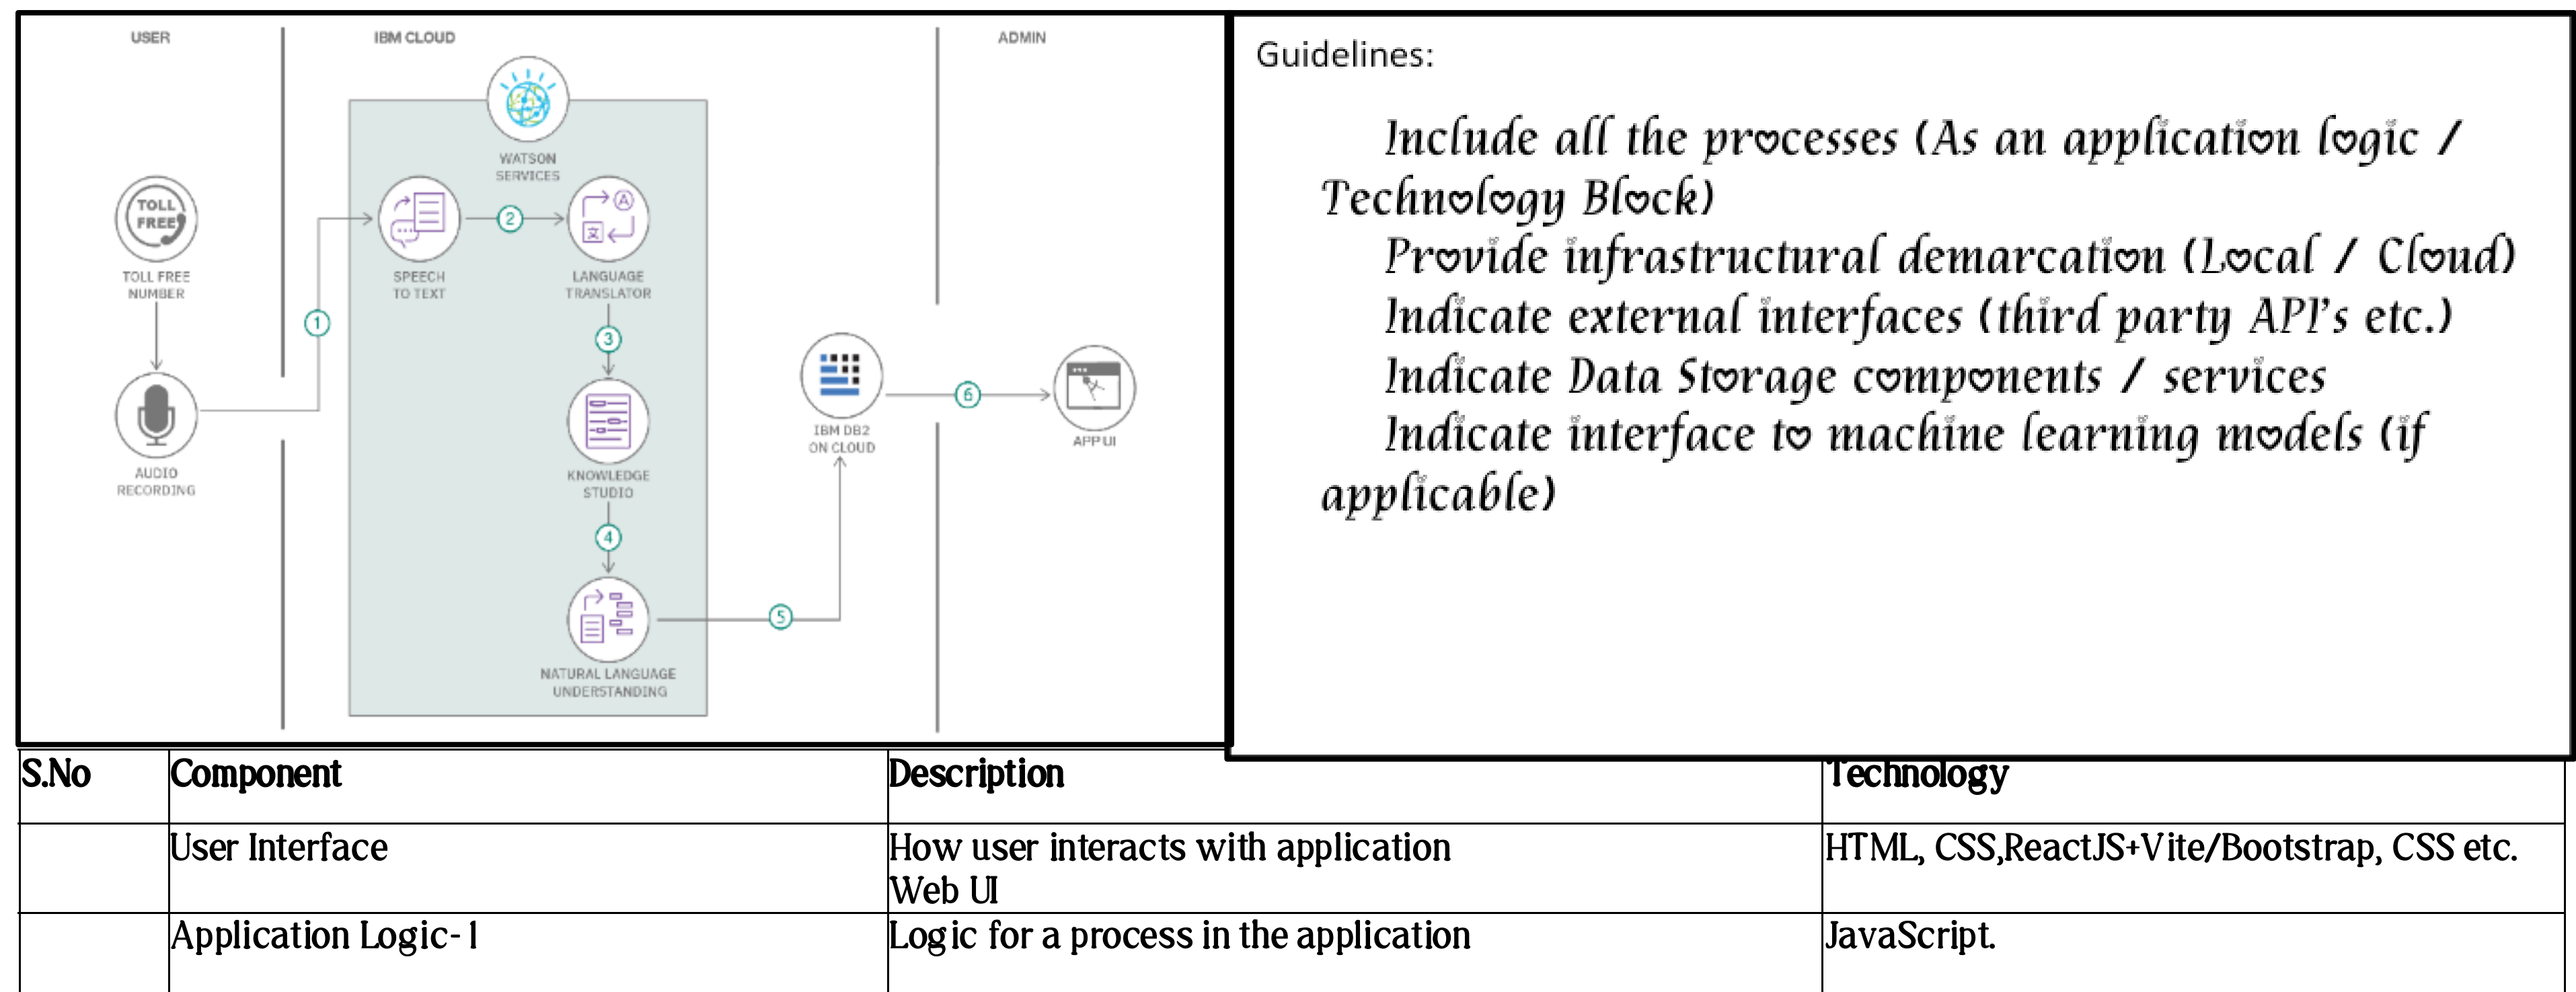 USER
IBM CLOUD
ADMIN
WATSON
SERVICES
TOLL
FREE
TOLL FREE
NUMBER
SPEECH
TO TEXT
2
A
文
LANGUAGE
TRANSLATOR
1
3
AUDIO
RECORDING
KNOWLEDGE
STUDIO
IBM DB2
ON CLOUD
6
APP UI
4
5
NATURAL LANGUAGE
UNDERSTANDING
Guidelines:
Include all the processes (As an application logic /
Technology Block)
Provide infrastructural demarcation (Local / Cloud)
Indicate external interfaces (third party API's etc.)
Indicate Data Storage components / services
Indicate interface to machine learning models (if
applicable)
S.No Component Description Technology
User Interface How user interacts with application HTML, CSS,ReactJS+Vite/Bootstrap, CSS etc.
Web UI
Application Logic-1 Logic for a process in the application JavaScript.